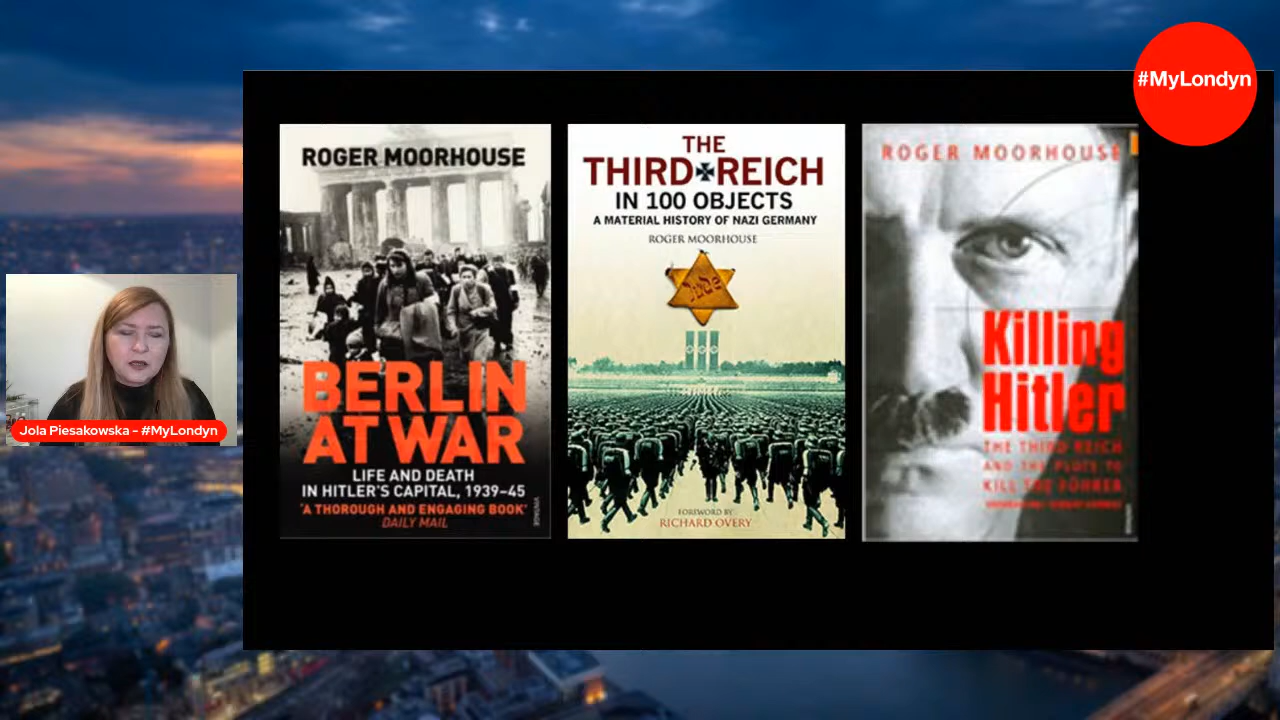 #MyLondyn
ROGER MOORHOUSE
BERLIN
AT WAR
LIFE AND DEATH
IN HITLER'S CAPITAL, 1939–45
'A THOROUGH AND ENGAGING BOOK'
DAILY MAIL
VINTAGE
THE
THIRD REICH
IN 100 OBJECTS
A MATERIAL HISTORY OF NAZI GERMANY
ROGER MOORHOUSE
Jude
FOREWORD BY
RICHARD OVERY
ROGER MOORHOUSE
Killing
Hitler
THE THIRD REICH
AND THE PLOTS TO
KILL THE FÜHRER
Jola Piesakowska - #MyLondyn